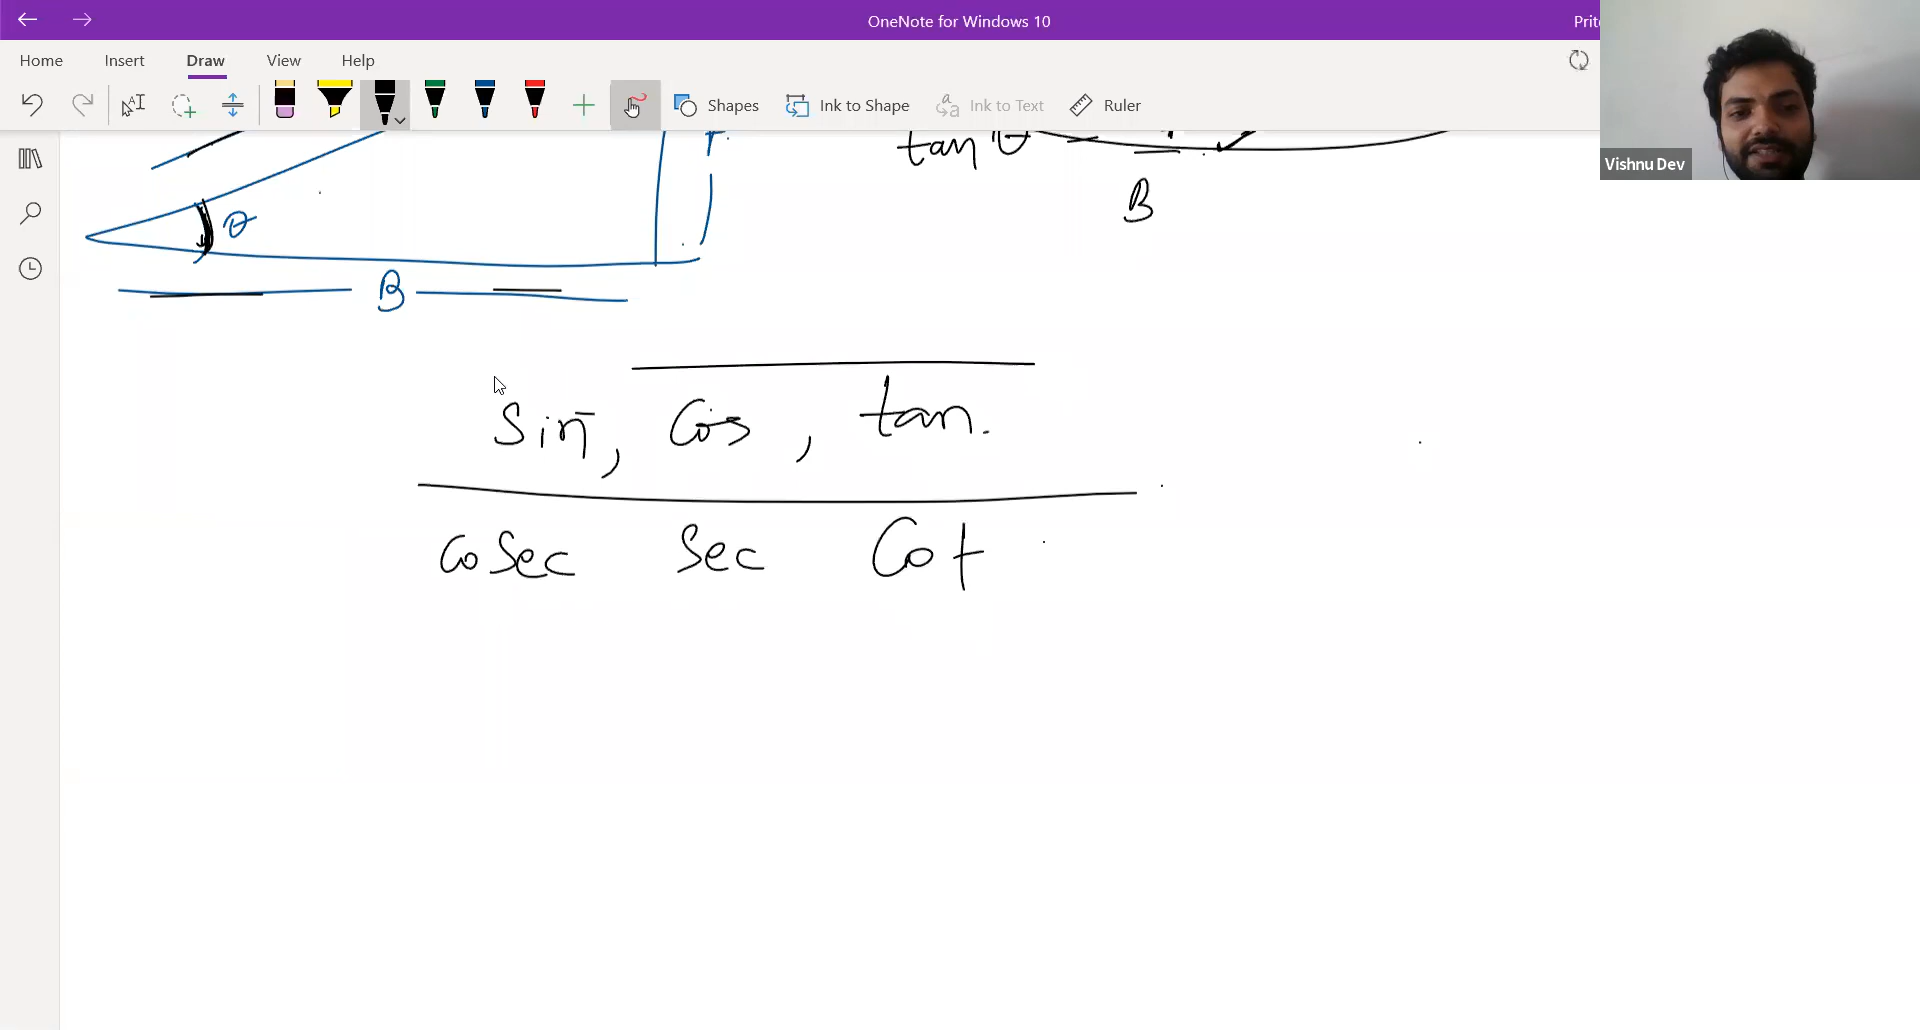 OneNote for Windows 10
Prite
Home Insert Draw View Help
Shapes Ink to Shape Ink to Text Ruler
Vishnu Dev
tan θ
B
θ
B
Sin, Cos, tan.
CoSec Sec Cot